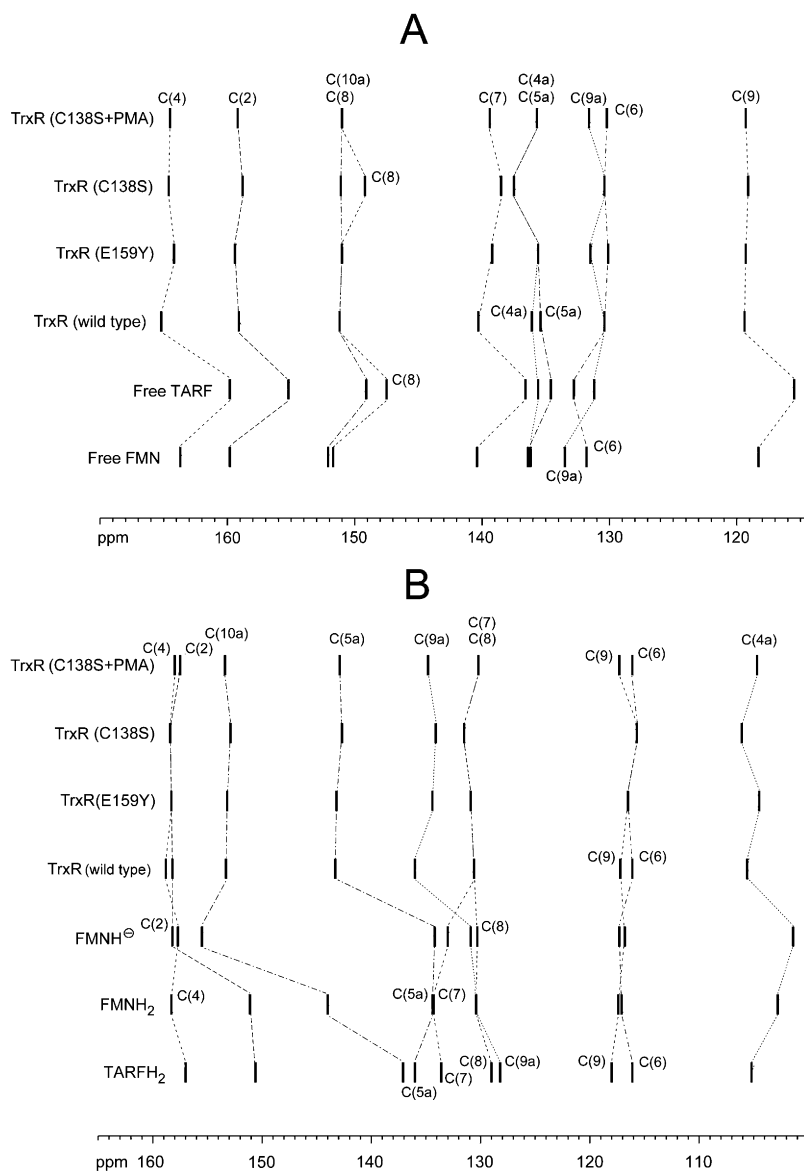 A
C(10a) C(4a)
C(4) C(2) C(8) C(7) C(5a) C(9a) C(6) C(9)
TrxR (C138S+PMA)
TrxR (C138S) C(8)
TrxR (E159Y)
TrxR (wild type) C(4a) C(5a)
Free TARF C(8)
Free FMN C(6)
C(9a)
ppm 160 150 140 130 120
B
C(7)
C(10a) C(8)
C(4) C(2) C(5a) C(9a) C(9) C(6) C(4a)
TrxR (C138S+PMA)
TrxR (C138S)
TrxR(E159Y)
TrxR (wild type) C(9) C(6)
FMNH⊖ C(2) C(8)
FMNH₂ C(4) C(5a) C(7)
TARFH₂ C(5a) C(7) C(8) C(9a) C(9) C(6)
ppm 160 150 140 130 120 110